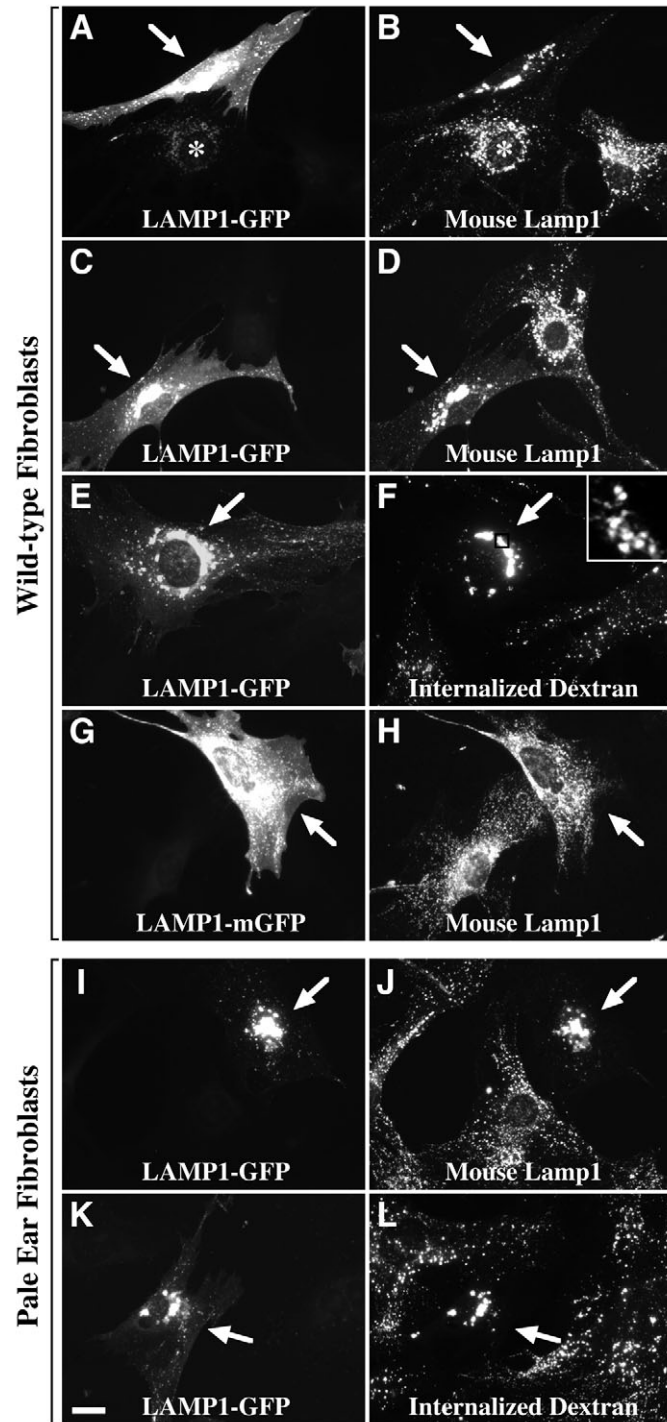 Wild-type Fibroblasts
A
*
LAMP1-GFP
B
*
Mouse Lamp1
C
LAMP1-GFP
D
Mouse Lamp1
E
LAMP1-GFP
F
Internalized Dextran
G
LAMP1-mGFP
H
Mouse Lamp1
Pale Ear Fibroblasts
I
LAMP1-GFP
J
Mouse Lamp1
K
LAMP1-GFP
L
Internalized Dextran